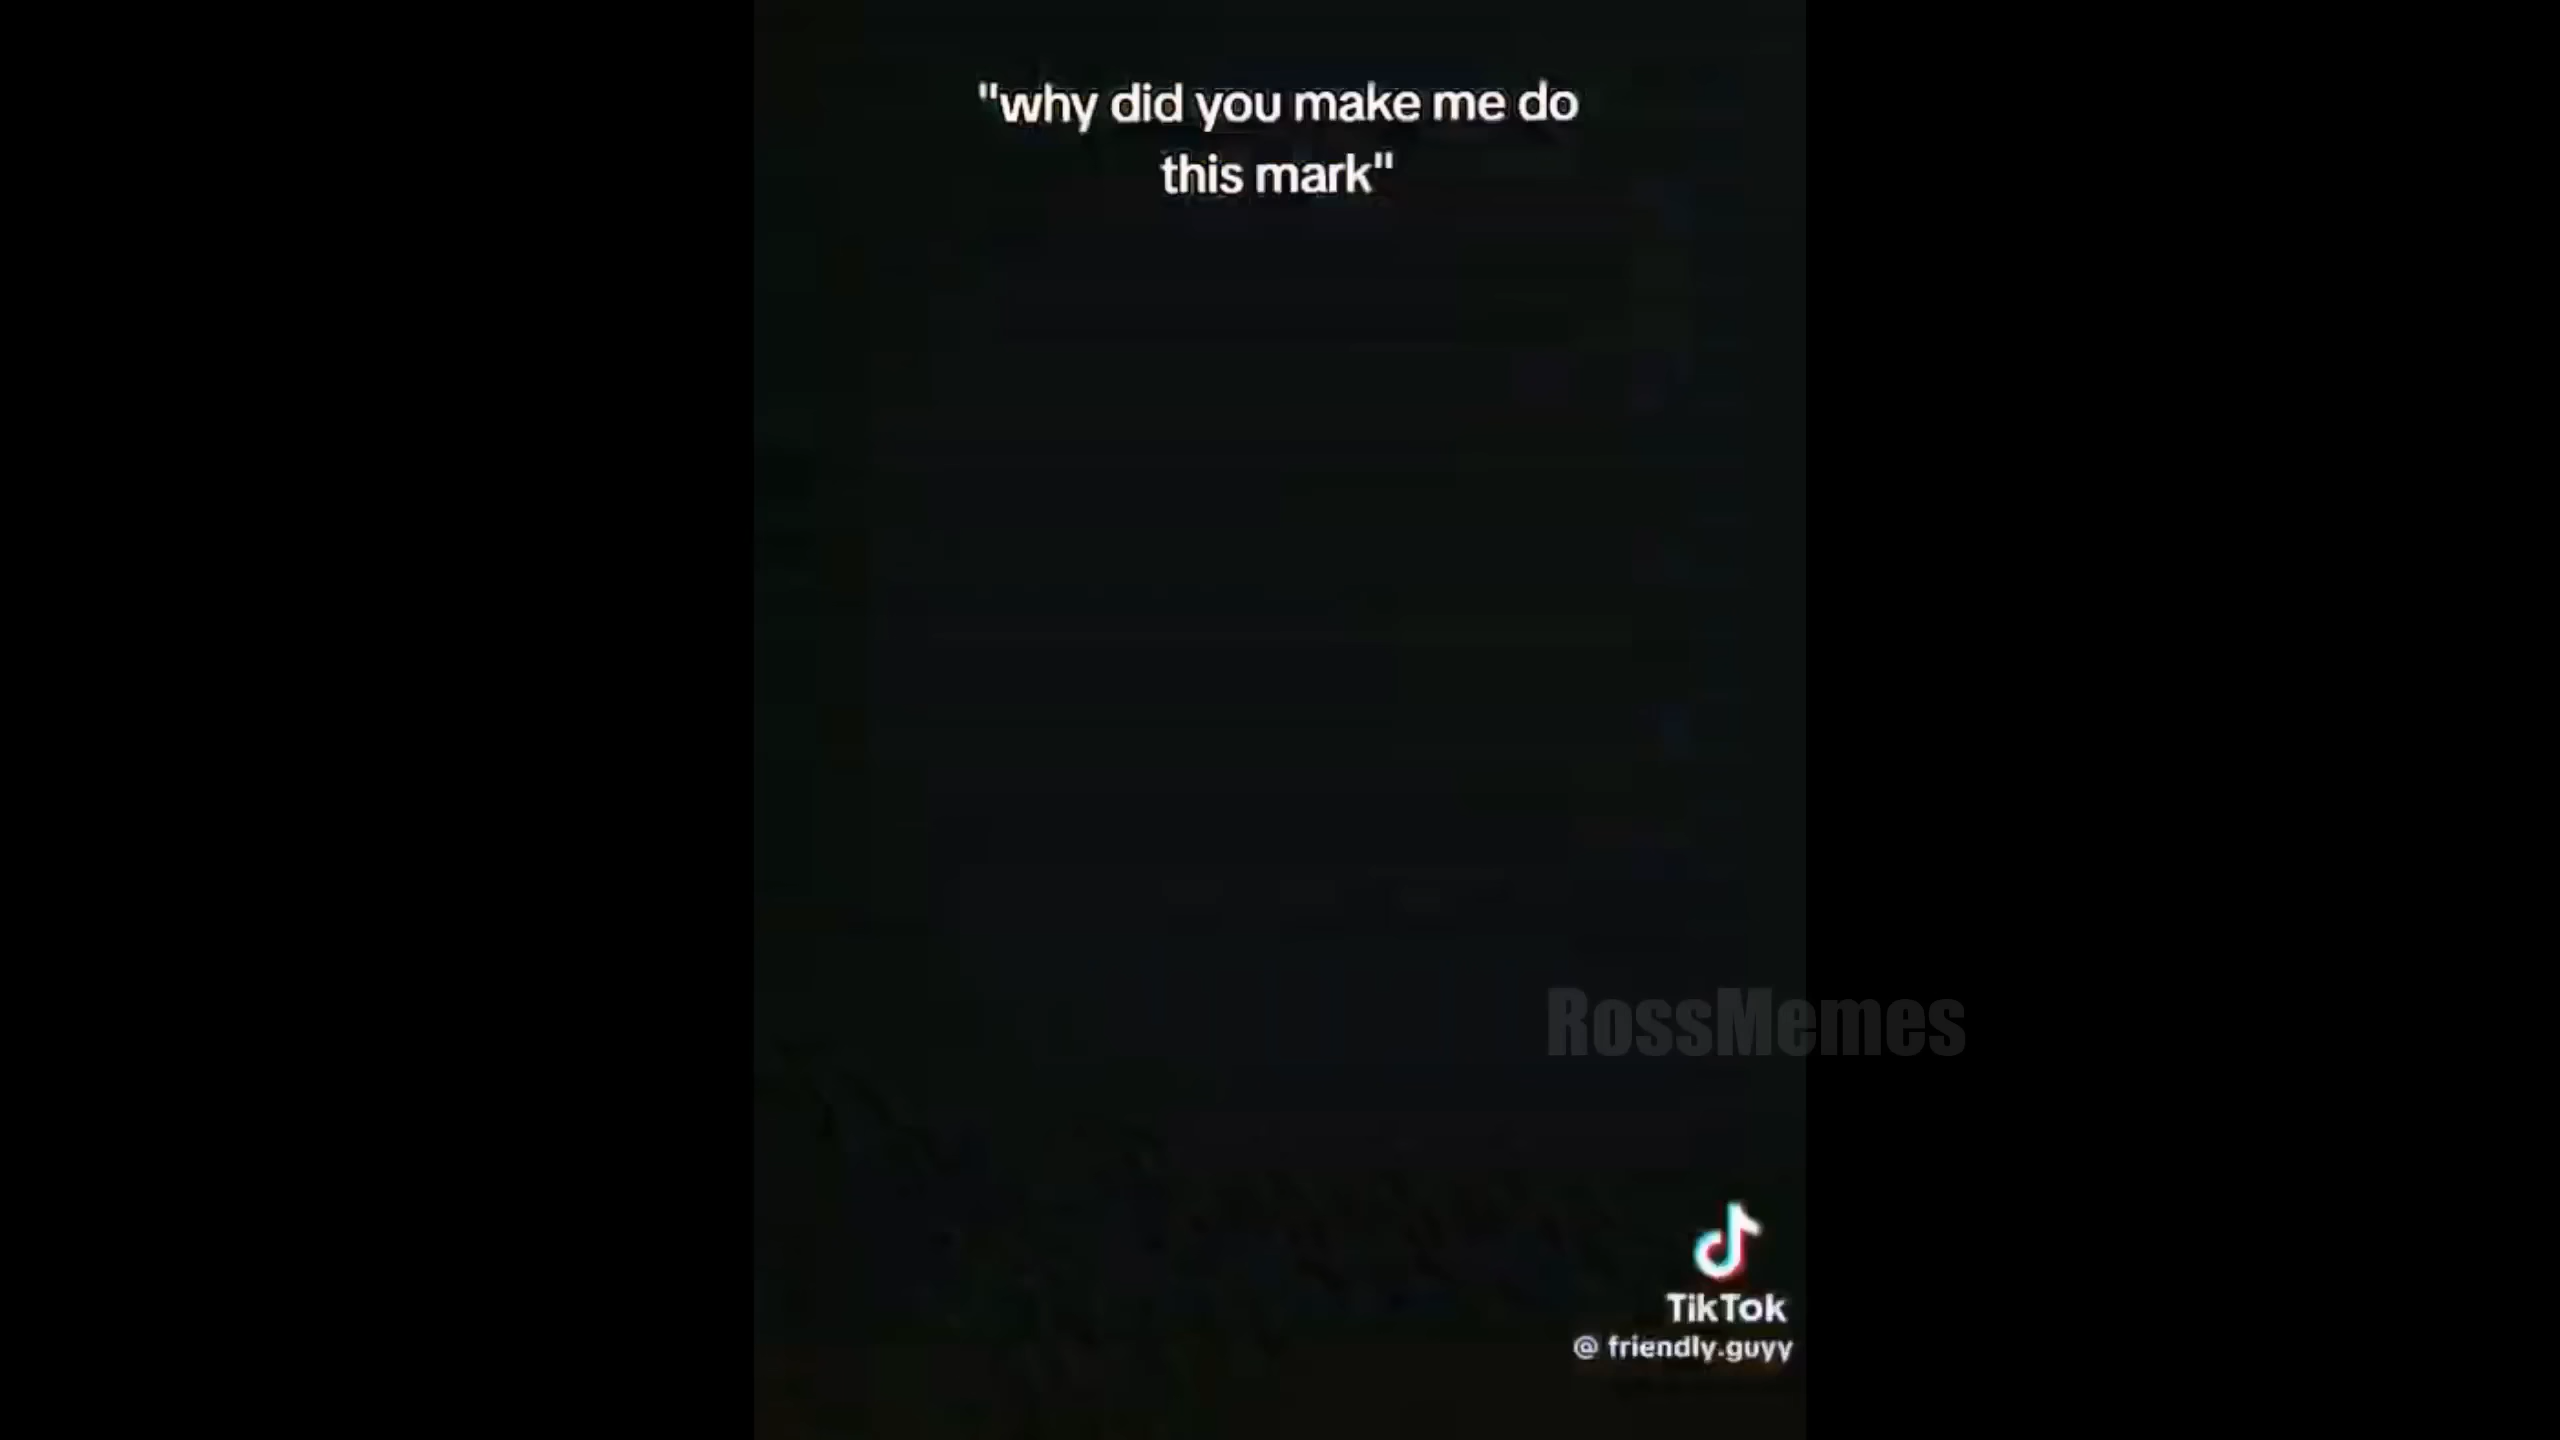 "why did you make me do
this mark"
RossMemes
TikTok
@ friendly.guyy